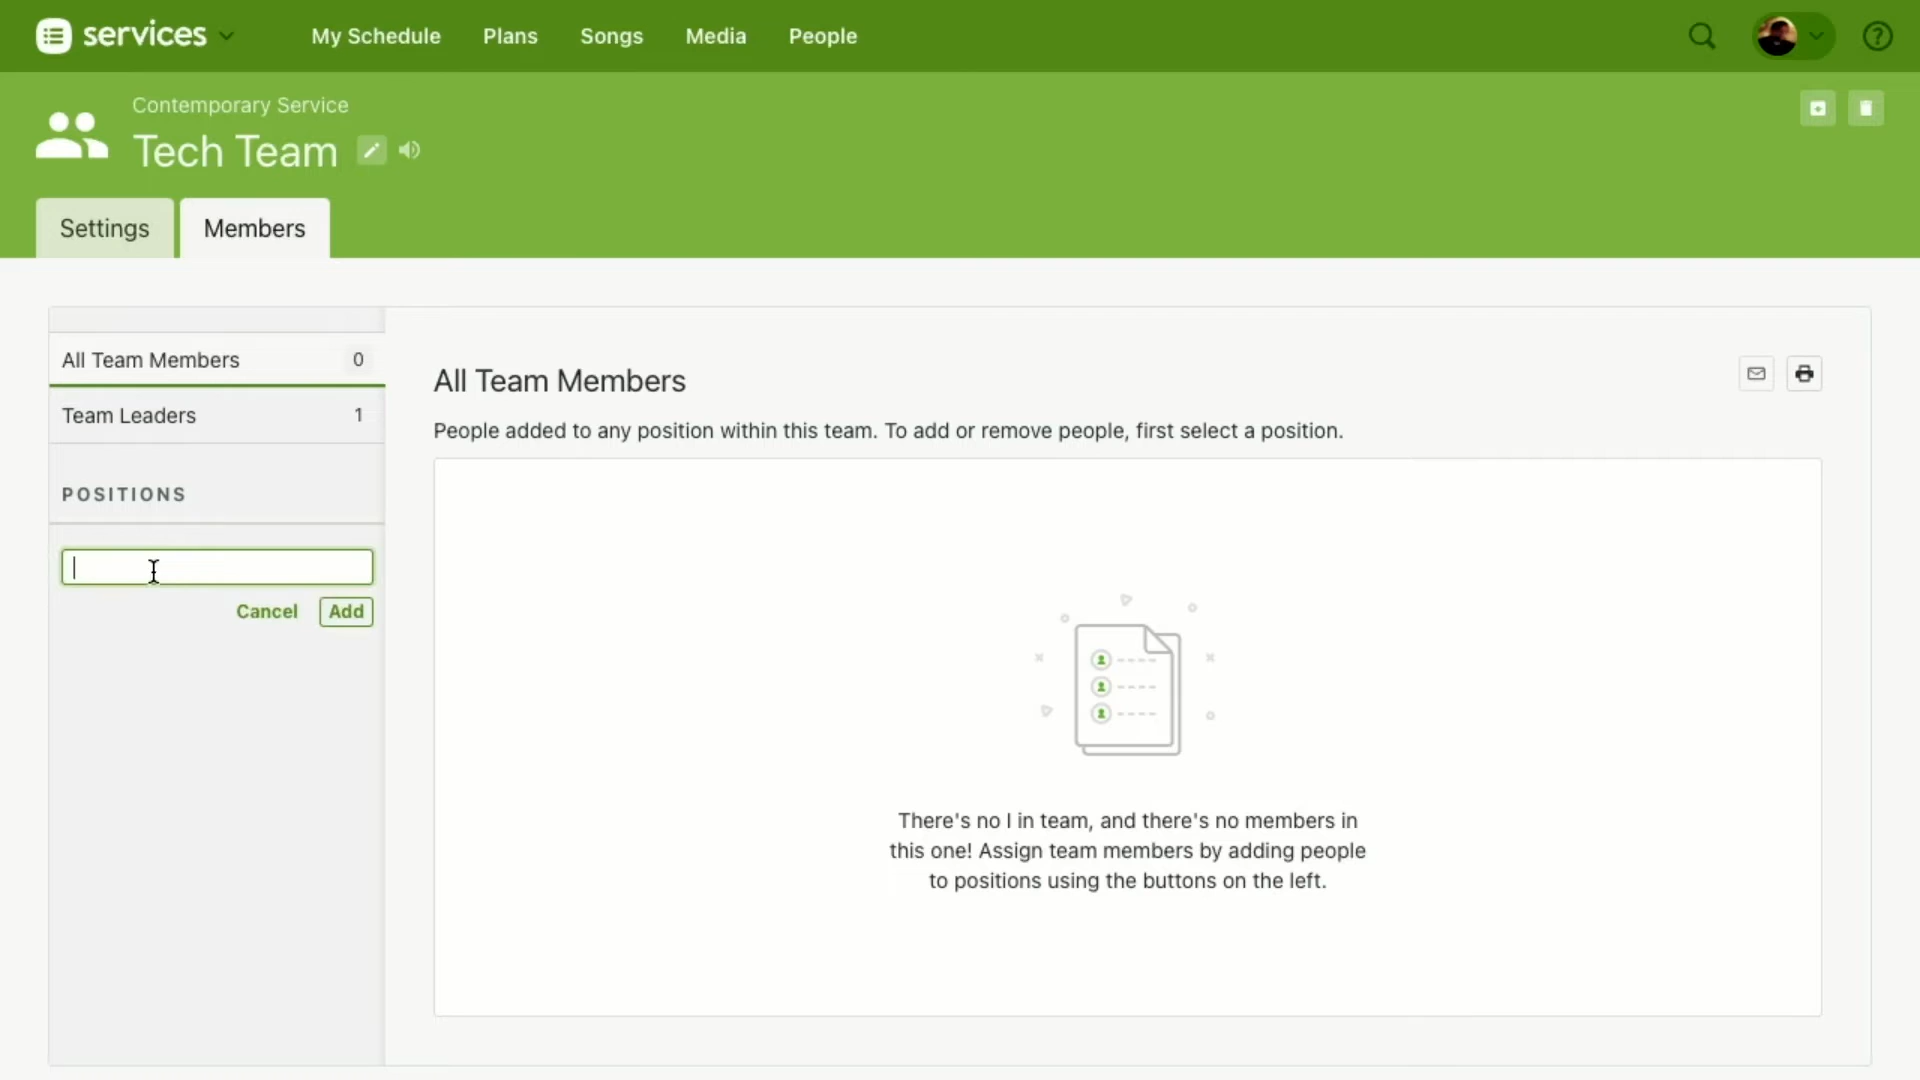 services
My Schedule
Plans
Songs
Media
People
Contemporary Service
Tech Team
Settings
Members
All Team Members 0
Team Leaders 1
POSITIONS
Cancel
Add
All Team Members
People added to any position within this team. To add or remove people, first select a position.
There's no I in team, and there's no members in
this one! Assign team members by adding people
to positions using the buttons on the left.